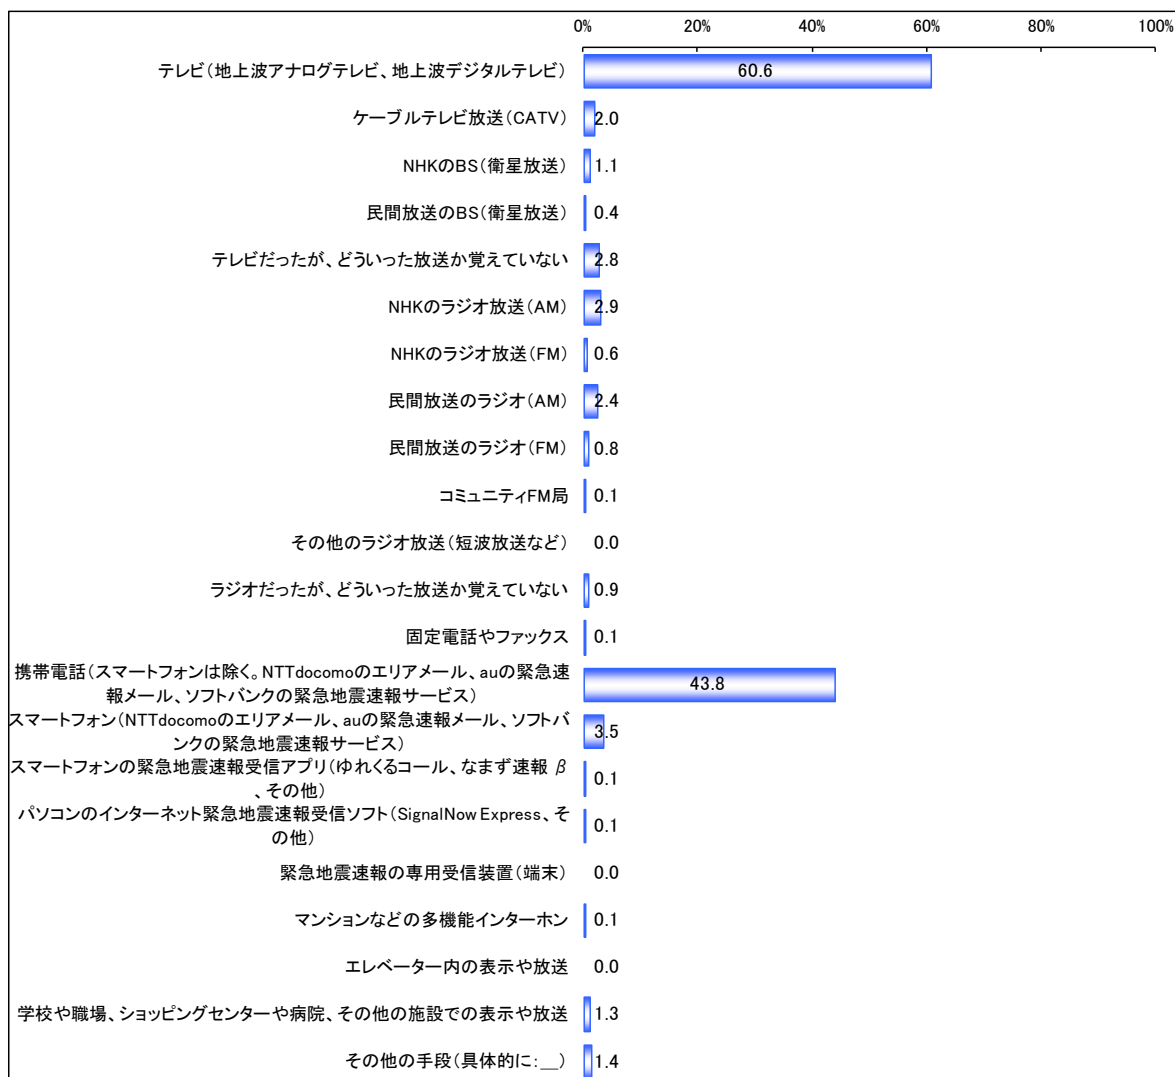 0% 20% 40% 60% 80% 100%
テレビ(地上波アナログテレビ、地上波デジタルテレビ) 60.6
ケーブルテレビ放送(CATV) 2.0
NHKのBS(衛星放送) 1.1
民間放送のBS(衛星放送) 0.4
テレビだったが、どういった放送か覚えていない 2.8
NHKのラジオ放送(AM) 2.9
NHKのラジオ放送(FM) 0.6
民間放送のラジオ(AM) 2.4
民間放送のラジオ(FM) 0.8
コミュニティFM局 0.1
その他のラジオ放送(短波放送など) 0.0
ラジオだったが、どういった放送か覚えていない 0.9
固定電話やファックス 0.1
携帯電話(スマートフォンは除く。NTTdocomoのエリアメール、auの緊急速
報メール、ソフトバンクの緊急地震速報サービス) 43.8
スマートフォン(NTTdocomoのエリアメール、auの緊急速報メール、ソフトバ
ンクの緊急地震速報サービス) 3.5
スマートフォンの緊急地震速報受信アプリ(ゆれくるコール、なまず速報 β
、その他) 0.1
パソコンのインターネット緊急地震速報受信ソフト(SignalNow Express、そ
の他) 0.1
緊急地震速報の専用受信装置(端末) 0.0
マンションなどの多機能インターホン 0.1
エレベーター内の表示や放送 0.0
学校や職場、ショッピングセンターや病院、その他の施設での表示や放送 1.3
その他の手段(具体的に:__) 1.4